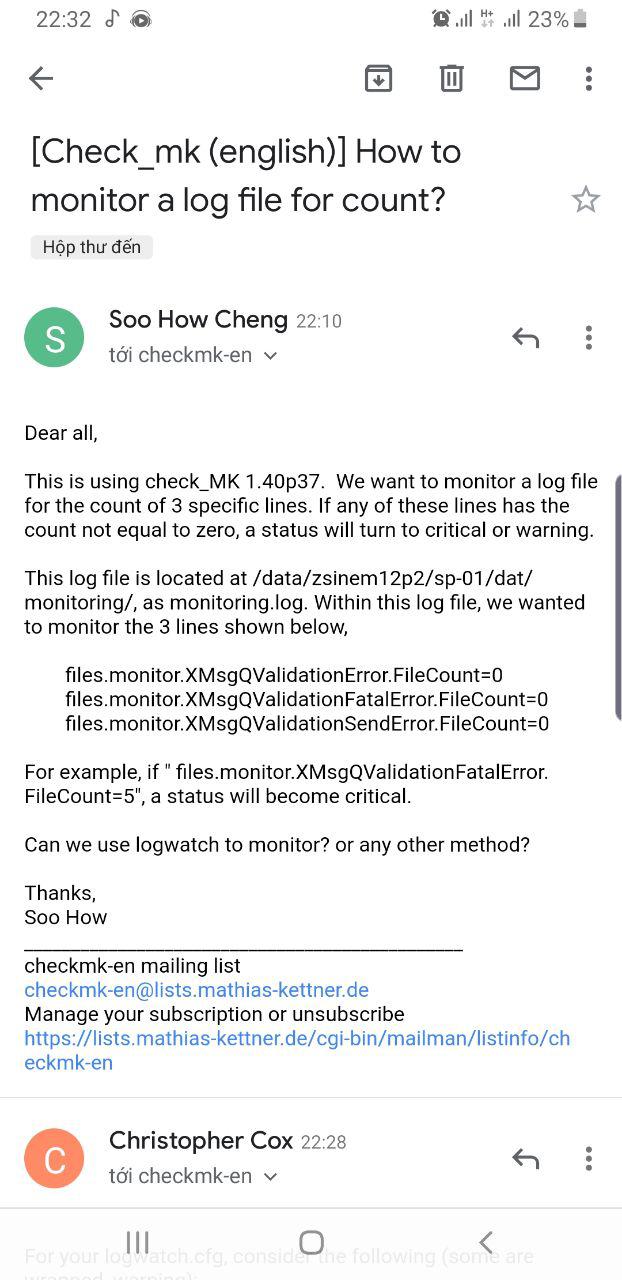 22:32
H+
23%
[Check_mk (english)] How to
monitor a log file for count?
Hộp thư đến
S
Soo How Cheng 22:10
tới checkmk-en
Dear all,
This is using check_MK 1.40p37.  We want to monitor a log file
for the count of 3 specific lines. If any of these lines has the
count not equal to zero, a status will turn to critical or warning.
This log file is located at /data/zsinem12p2/sp-01/dat/
monitoring/, as monitoring.log. Within this log file, we wanted
to monitor the 3 lines shown below,
files.monitor.XMsgQValidationError.FileCount=0
files.monitor.XMsgQValidationFatalError.FileCount=0
files.monitor.XMsgQValidationSendError.FileCount=0
For example, if " files.monitor.XMsgQValidationFatalError.
FileCount=5", a status will become critical.
Can we use logwatch to monitor? or any other method?
Thanks,
Soo How
_______________________________________________
checkmk-en mailing list
checkmk-en@lists.mathias-kettner.de
Manage your subscription or unsubscribe
https://lists.mathias-kettner.de/cgi-bin/mailman/listinfo/ch
eckmk-en
C
Christopher Cox 22:28
tới checkmk-en
For your logwatch.cfg, consider the following (some are
wrapped, warning):